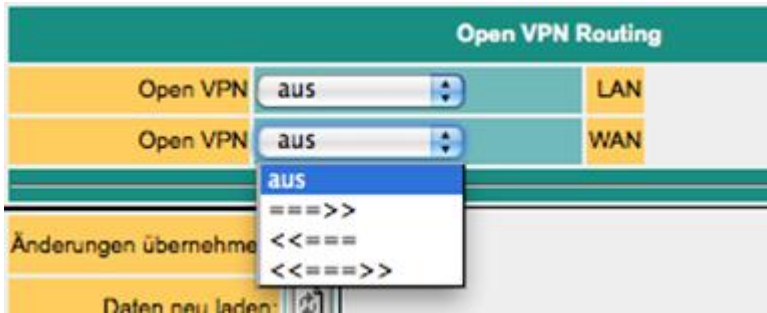 Open VPN Routing
Open VPN aus LAN
Open VPN aus WAN
aus
===>>
Änderungen übernehme <<===
<<===>>
Daten neu laden: